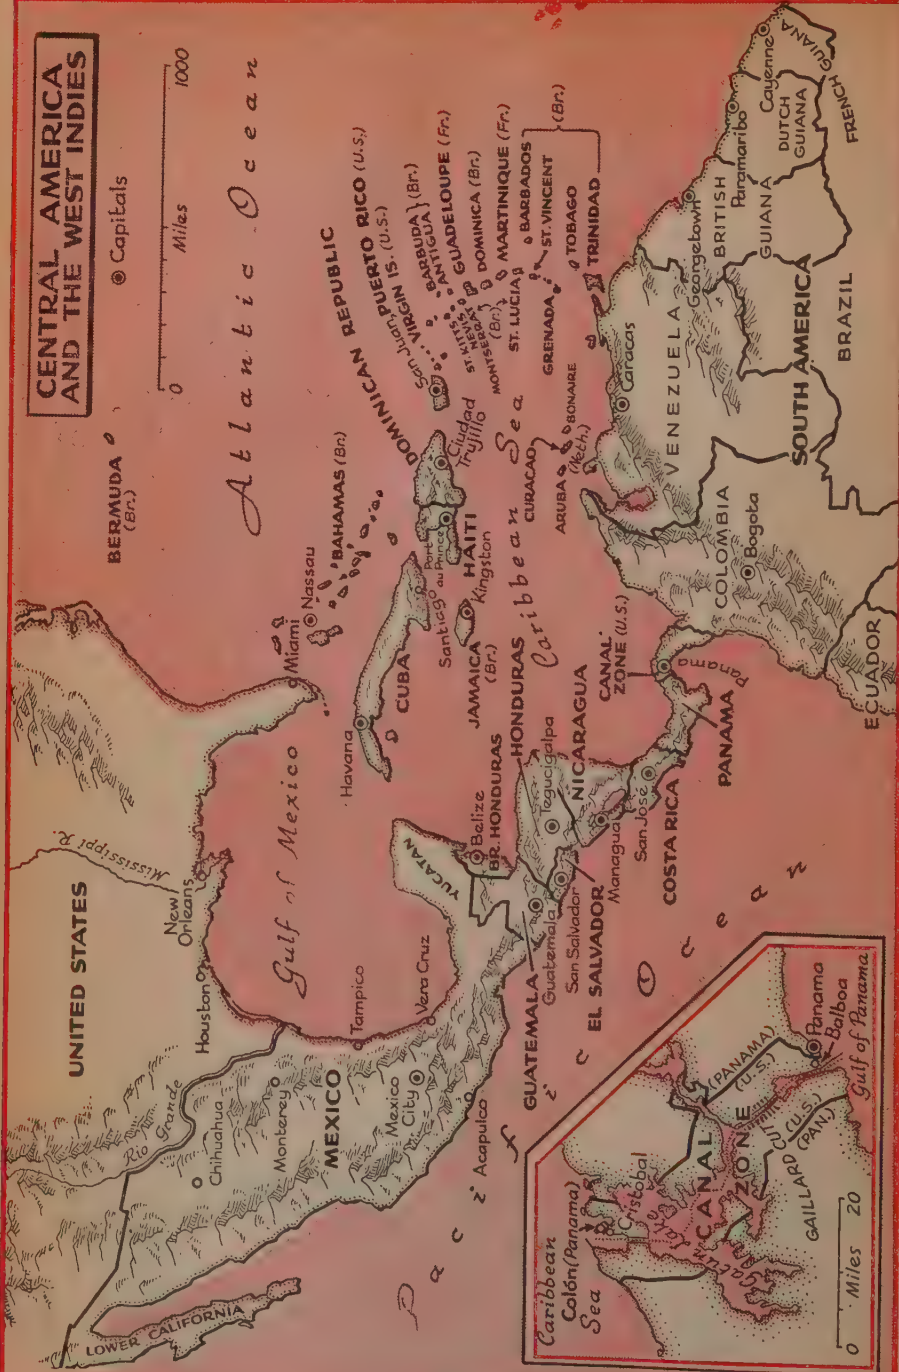 CENTRAL AMERICA
AND THE WEST INDIES
Capitals
0
Miles
1000
Atlantic Ocean
BERMUDA
(Br.)
UNITED STATES
Mississippi R.
New
Orleans
Houston
Miami
Nassau
BAHAMAS (Br.)
Gulf of Mexico
Havana
CUBA
Santiago
Port
au Prince
HAITI
Kingston
JAMAICA
(Br.)
DOMINICAN REPUBLIC
Ciudad
Trujillo
San Juan,
PUERTO RICO (U.S.)
VIRGIN IS. (U.S.)
BARBUDA
ANTIGUA
(Br.)
GUADELOUPE (Fr.)
ST. KITTS
NEVIS
MONTSERRAT
(Br.)
DOMINICA (Br.)
MARTINIQUE (Fr.)
ST. LUCIA
BARBADOS
ST. VINCENT
(Br.)
GRENADA
TOBAGO
TRINIDAD
Caribbean Sea
CURACAO
ARUBA
BONAIRE
(Neth.)
Rio Grande
Chihuahua
Monterey
MEXICO
Tampico
Mexico
City
Vera Cruz
Acapulco
LOWER CALIFORNIA
YUCATAN
Belize
BR. HONDURAS
HONDURAS
Tegucigalpa
NICARAGUA
Managua
GUATEMALA
Guatemala
San Salvador
EL SALVADOR
San José
COSTA RICA
CANAL
ZONE (U.S.)
Panama
PANAMA
Pacific Ocean
Caracas
VENEZUELA
COLOMBIA
Bogota
ECUADOR
SOUTH AMERICA
BRAZIL
Georgetown
BRITISH
GUIANA
Panamaribo
DUTCH
GUIANA
Cayenne
FRENCH GUIANA
Caribbean
Colón (Panama)
Sea
Cristobal
Gatun Lake
CANAL
ZONE
(PANAMA)
(U.S.)
GAILLARD CUT
(U.S.)
(PAN.)
Panama
Balboa
Gulf of Panama
0
Miles
20